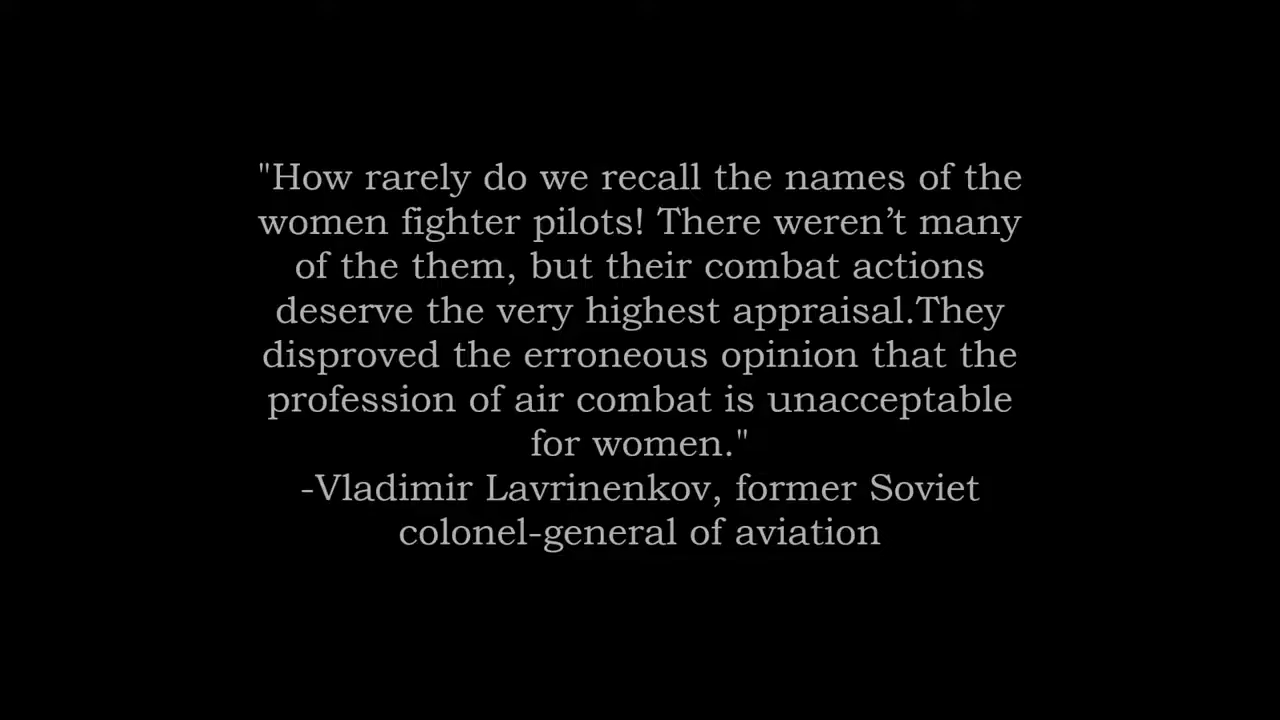 "How rarely do we recall the names of the
women fighter pilots! There weren’t many
of the them, but their combat actions
deserve the very highest appraisal.They
disproved the erroneous opinion that the
profession of air combat is unacceptable
for women."
-Vladimir Lavrinenkov, former Soviet
colonel-general of aviation